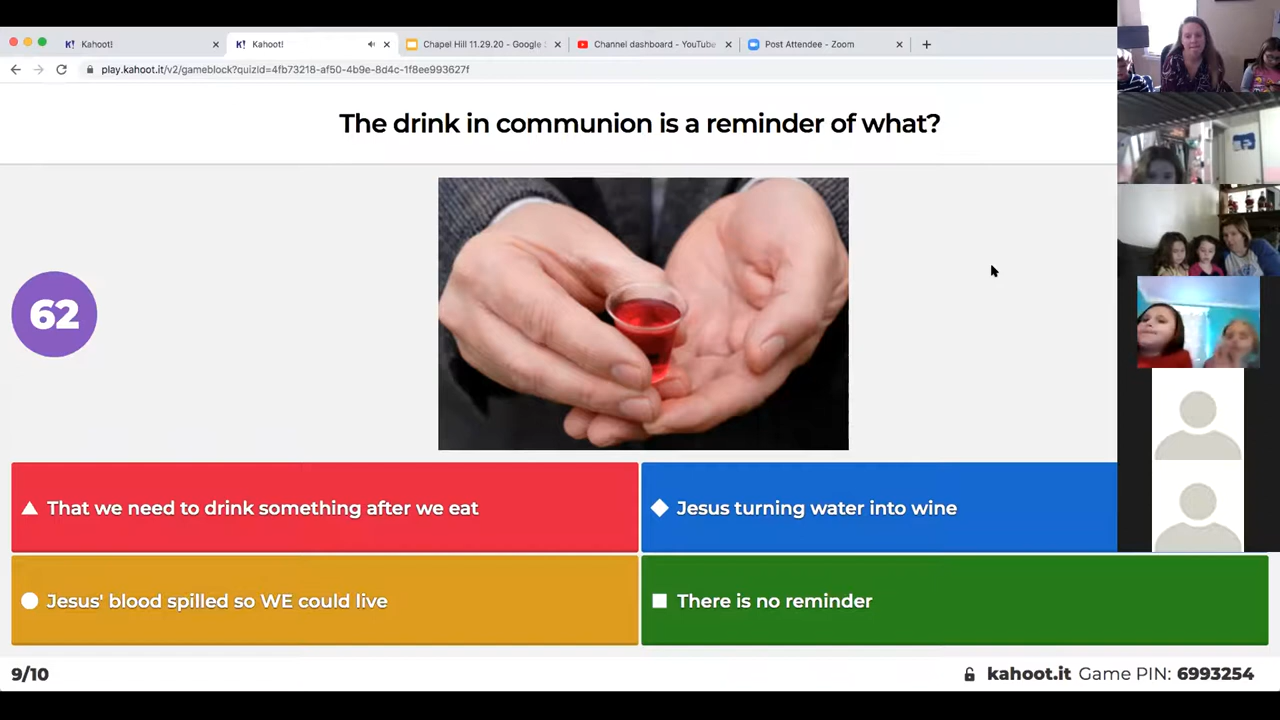 Kahoot!
Kahoot!
Chapel Hill 11.29.20 - Google
Channel dashboard - YouTube
Post Attendee - Zoom
play.kahoot.it/v2/gameblock?quizId=4fb73218-af50-4b9e-8d4c-1f8ee993627f
The drink in communion is a reminder of what?
62
That we need to drink something after we eat
Jesus turning water into wine
Jesus' blood spilled so WE could live
There is no reminder
9/10
kahoot.it Game PIN: 6993254